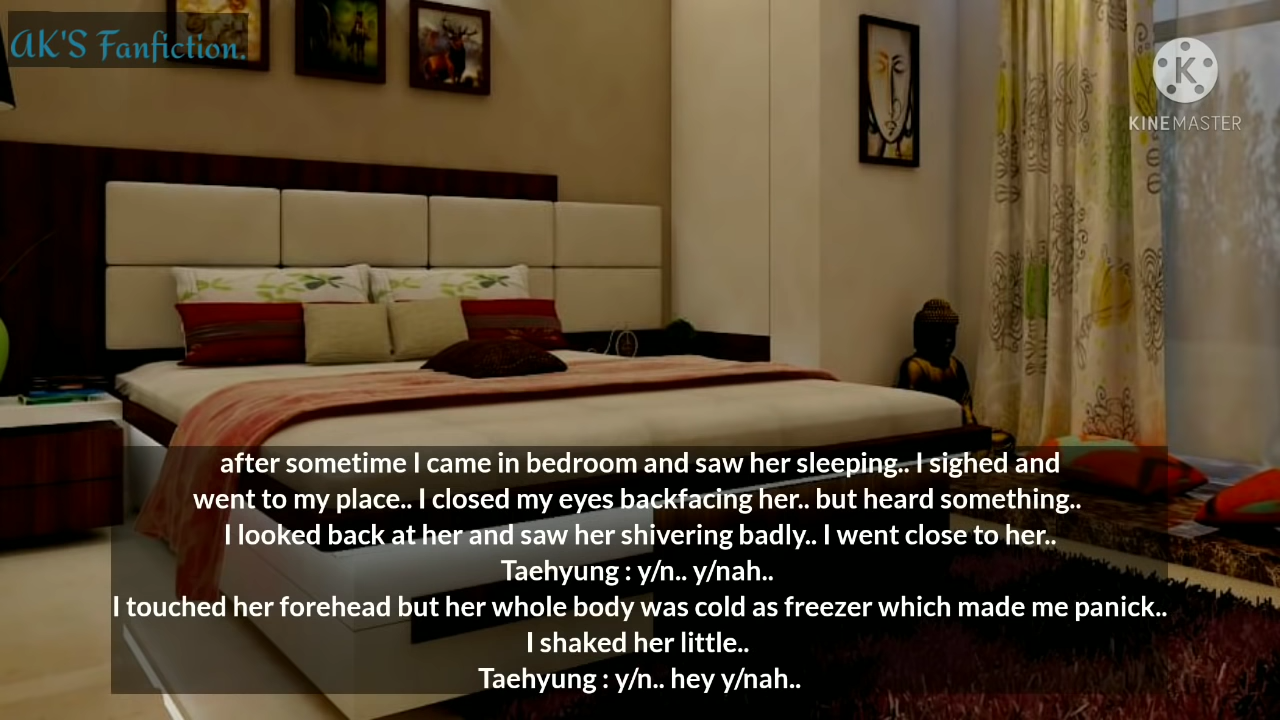 AK'S Fanfiction.
KINEMASTER
after sometime I came in bedroom and saw her sleeping.. I sighed and
went to my place.. I closed my eyes backfacing her.. but heard something..
I looked back at her and saw her shivering badly.. I went close to her..
Taehyung : y/n.. y/nah..
I touched her forehead but her whole body was cold as freezer which made me panick..
I shaked her little..
Taehyung : y/n.. hey y/nah..